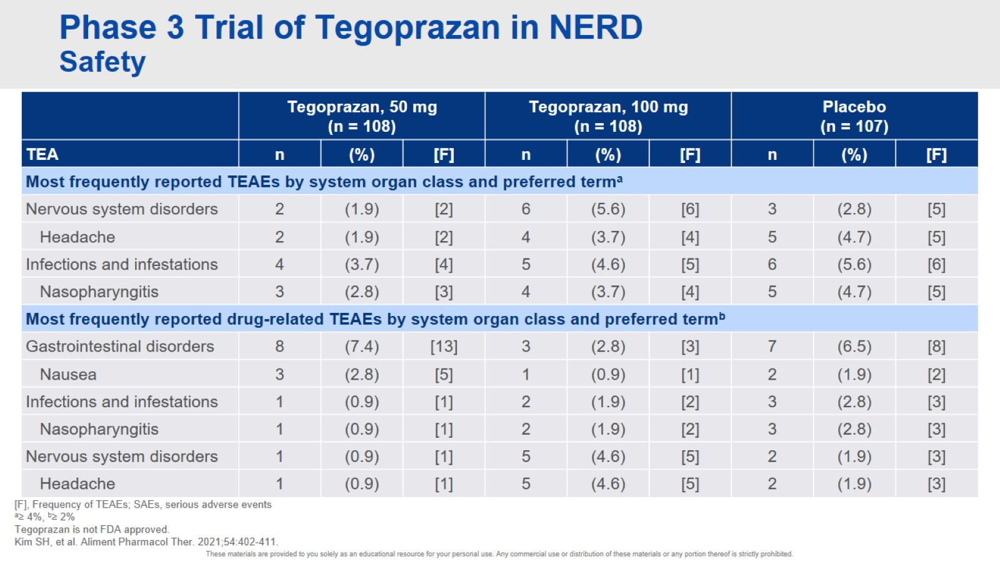 Phase 3 Trial of Tegoprazan in NERD
Safety
Tegoprazan, 50 mg (n = 108) Tegoprazan, 100 mg (n = 108) Placebo (n = 107)
TEA n (%) [F] n (%) [F] n (%) [F]
Most frequently reported TEAEs by system organ class and preferred termᵃ
Nervous system disorders 2 (1.9) [2] 6 (5.6) [6] 3 (2.8) [5]
Headache 2 (1.9) [2] 4 (3.7) [4] 5 (4.7) [5]
Infections and infestations 4 (3.7) [4] 5 (4.6) [5] 6 (5.6) [6]
Nasopharyngitis 3 (2.8) [3] 4 (3.7) [4] 5 (4.7) [5]
Most frequently reported drug-related TEAEs by system organ class and preferred termᵇ
Gastrointestinal disorders 8 (7.4) [13] 3 (2.8) [3] 7 (6.5) [8]
Nausea 3 (2.8) [5] 1 (0.9) [1] 2 (1.9) [2]
Infections and infestations 1 (0.9) [1] 2 (1.9) [2] 3 (2.8) [3]
Nasopharyngitis 1 (0.9) [1] 2 (1.9) [2] 3 (2.8) [3]
Nervous system disorders 1 (0.9) [1] 5 (4.6) [5] 2 (1.9) [3]
Headache 1 (0.9) [1] 5 (4.6) [5] 2 (1.9) [3]
[F], Frequency of TEAEs; SAEs, serious adverse events
ᵃ≥ 4%, ᵇ≥ 2%
Tegoprazan is not FDA approved.
Kim SH, et al. Aliment Pharmacol Ther. 2021;54:402-411.
These materials are provided to you solely as an educational resource for your personal use. Any commercial use or distribution of these materials or any portion thereof is strictly prohibited.